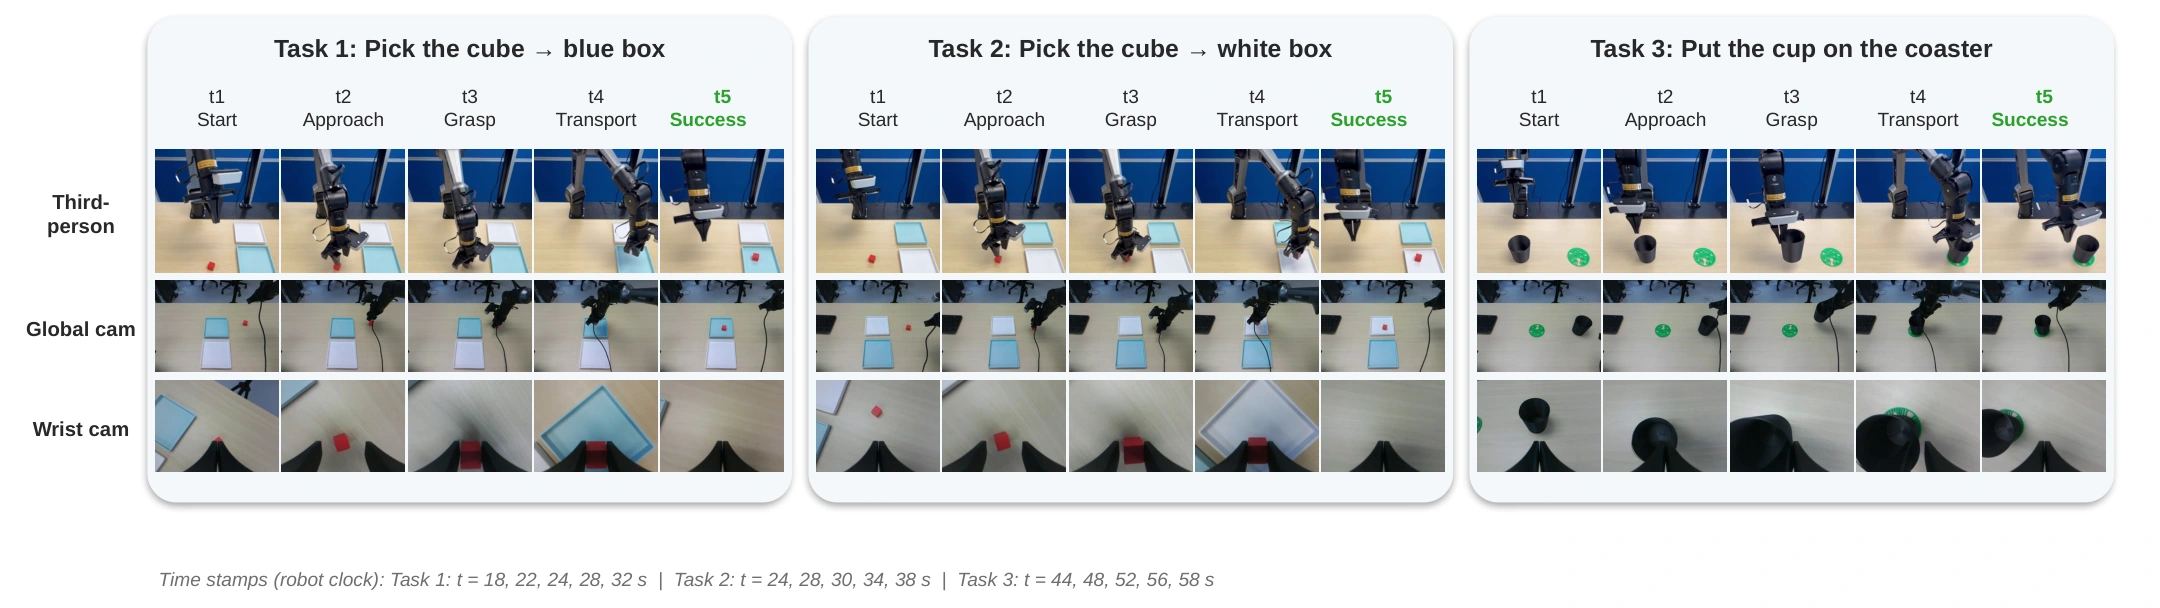 Task 1: Pick the cube → blue box
t1 t2 t3 t4 t5
Start Approach Grasp Transport Success
Task 2: Pick the cube → white box
t1 t2 t3 t4 t5
Start Approach Grasp Transport Success
Task 3: Put the cup on the coaster
t1 t2 t3 t4 t5
Start Approach Grasp Transport Success
Third-
person
Global cam
Wrist cam
Time stamps (robot clock): Task 1: t = 18, 22, 24, 28, 32 s | Task 2: t = 24, 28, 30, 34, 38 s | Task 3: t = 44, 48, 52, 56, 58 s